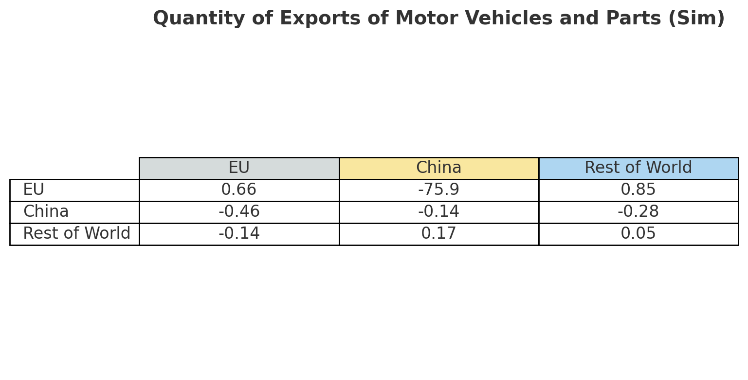 Quantity of Exports of Motor Vehicles and Parts (Sim)
EU China Rest of World
EU 0.66 -75.9 0.85
China -0.46 -0.14 -0.28
Rest of World -0.14 0.17 0.05